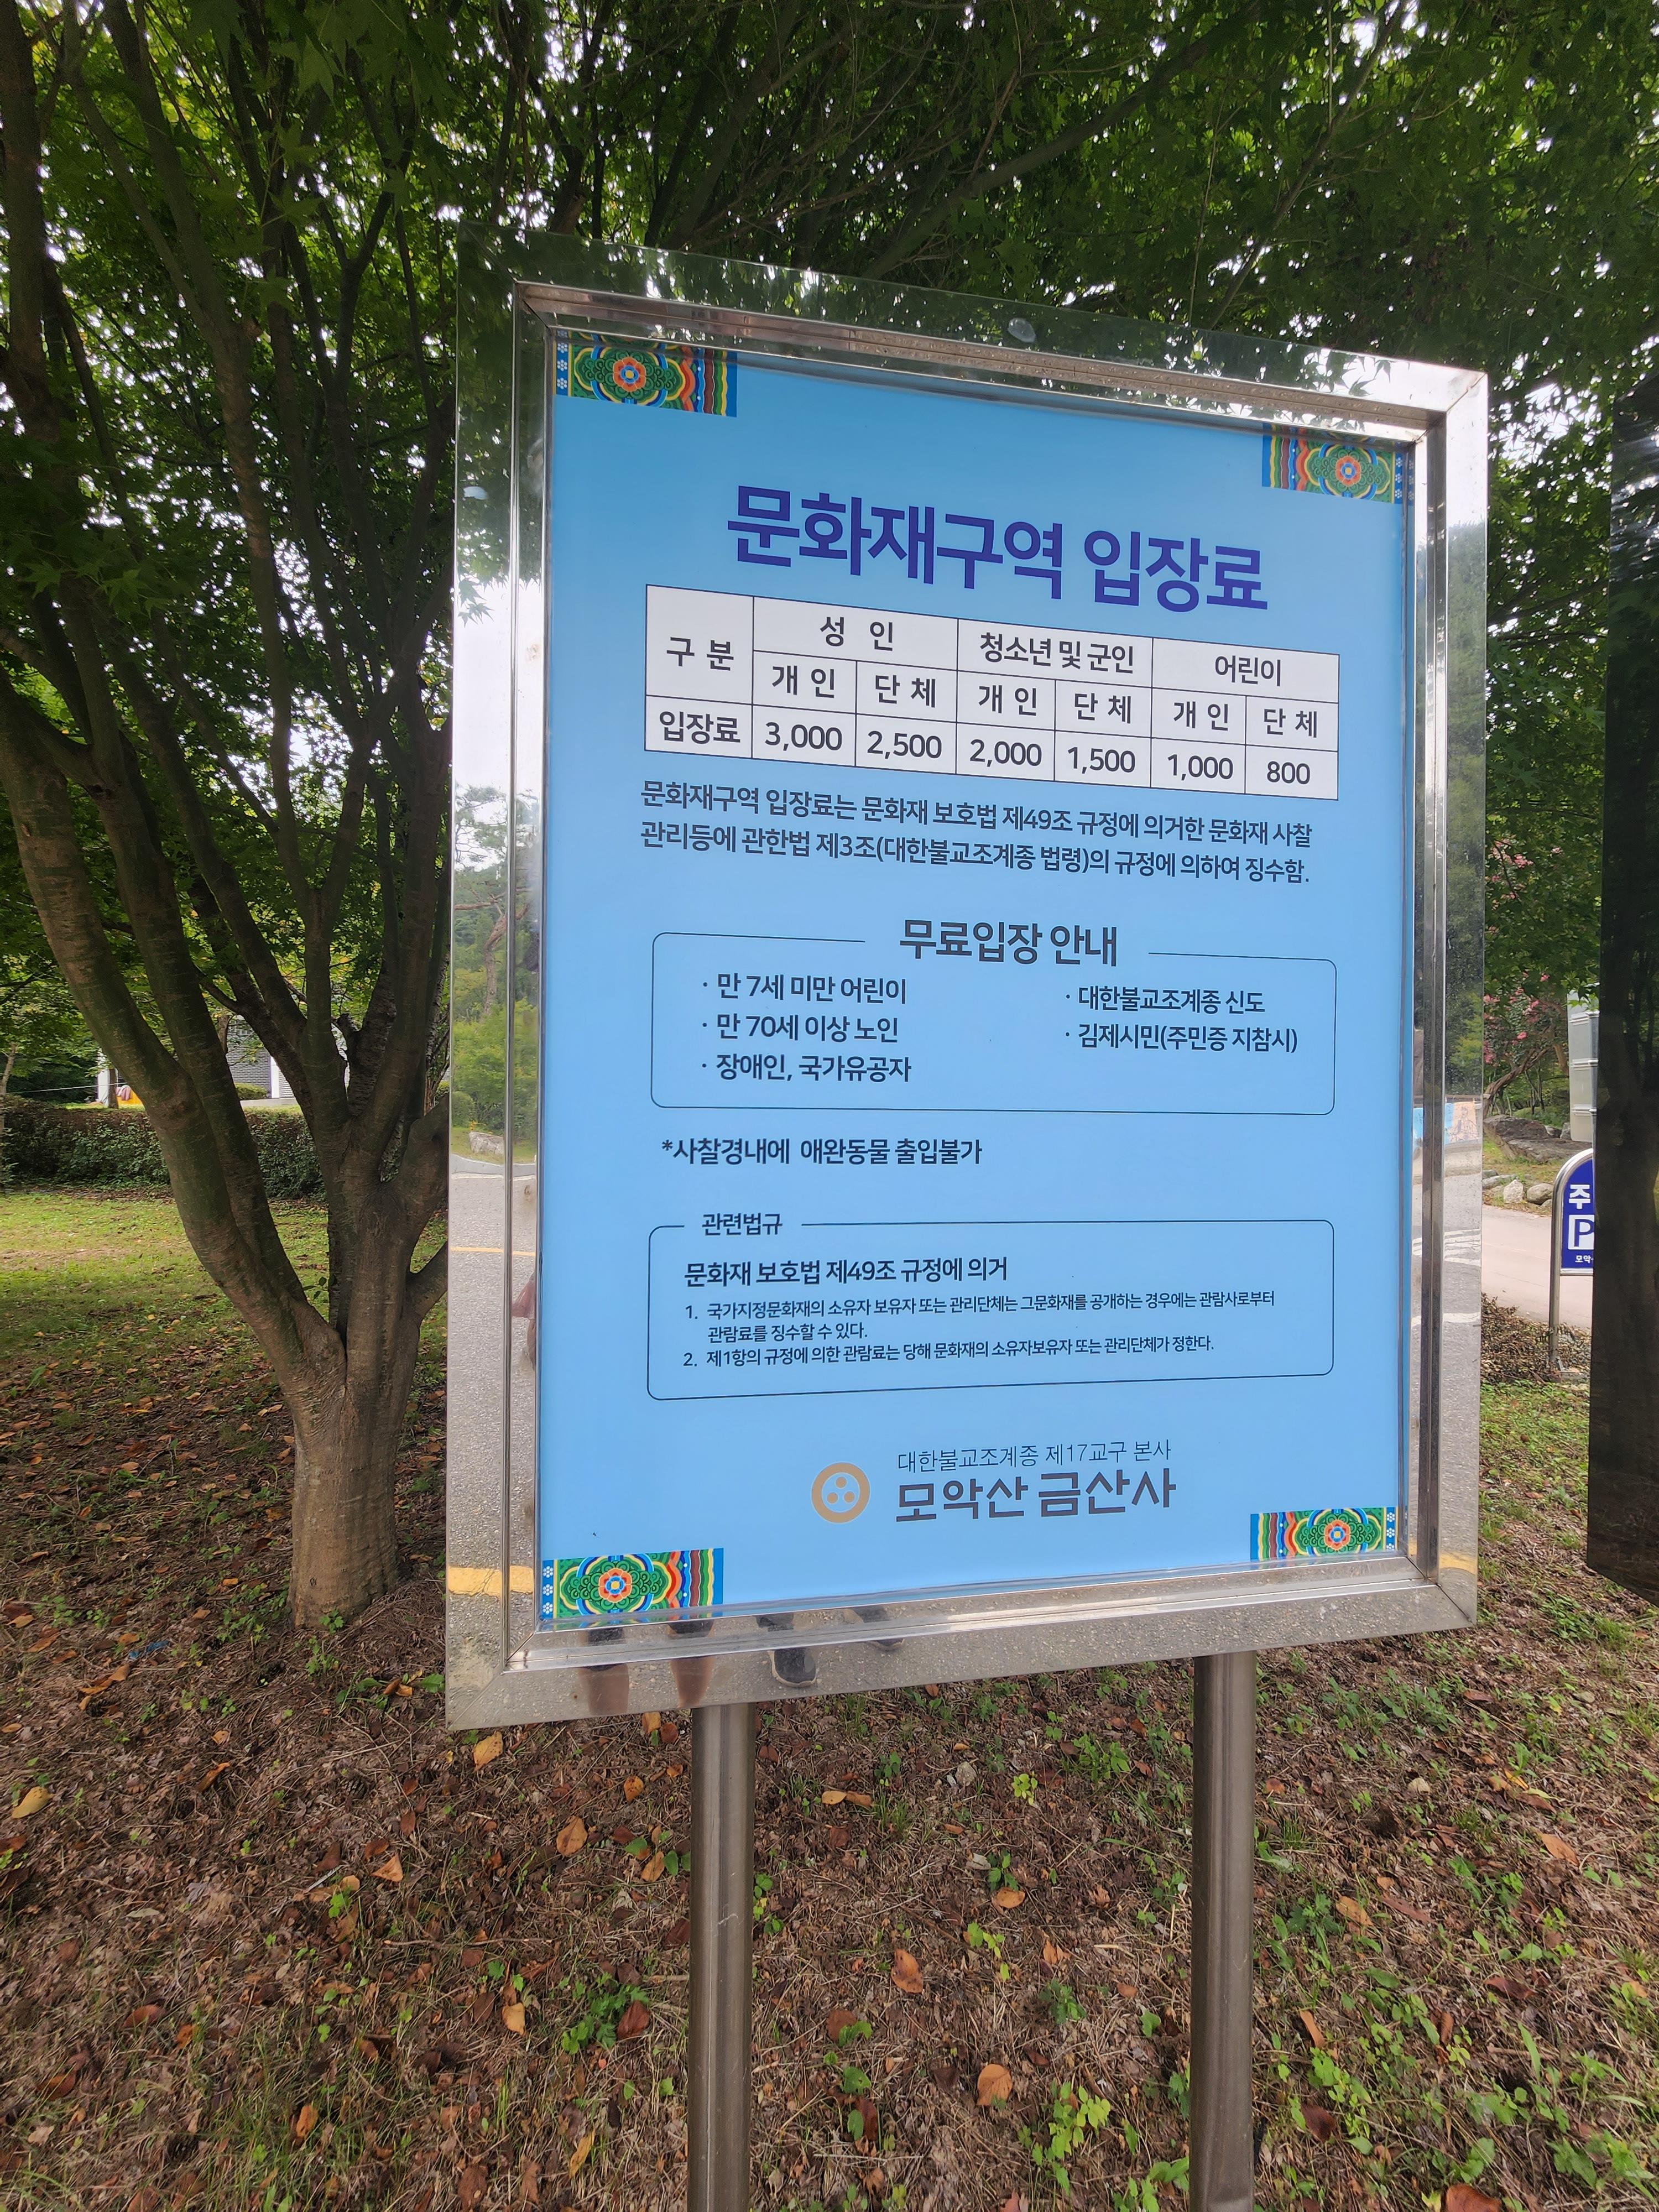 문화재구역 입장료
구 분 성 인 청소년 및 군인 어린이
개 인 단 체 개 인 단 체 개 인 단 체
입장료 3,000 2,500 2,000 1,500 1,000 800
문화재구역 입장료는 문화재 보호법 제49조 규정에 의거한 문화재 사찰
관리등에 관한법 제3조(대한불교조계종 법령)의 규정에 의하여 징수함.
무료입장 안내
· 만 7세 미만 어린이
· 만 70세 이상 노인
· 장애인, 국가유공자
· 대한불교조계종 신도
· 김제시민(주민증 지참시)
*사찰경내에 애완동물 출입불가
관련법규
문화재 보호법 제49조 규정에 의거
1. 국가지정문화재의 소유자 보유자 또는 관리단체는 그문화재를 공개하는 경우에는 관람사로부터
관람료를 징수할 수 있다.
2. 제1항의 규정에 의한 관람료는 당해 문화재의 소유자보유자 또는 관리단체가 정한다.
대한불교조계종 제17교구 본사
모악산 금산사
주
P